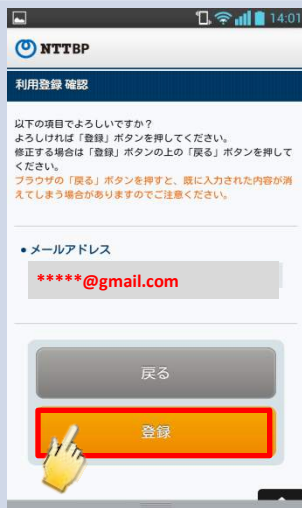 14:01
NTTBP
利用登録 確認
以下の項目でよろしいですか？
よろしければ「登録」ボタンを押してください。
修正する場合は「登録」ボタンの上の「戻る」ボタンを押して
ください。
ブラウザの「戻る」ボタンを押すと、既に入力された内容が消
えてしまう場合がありますのでご注意ください。
• メールアドレス
*****@gmail.com
戻る
登録